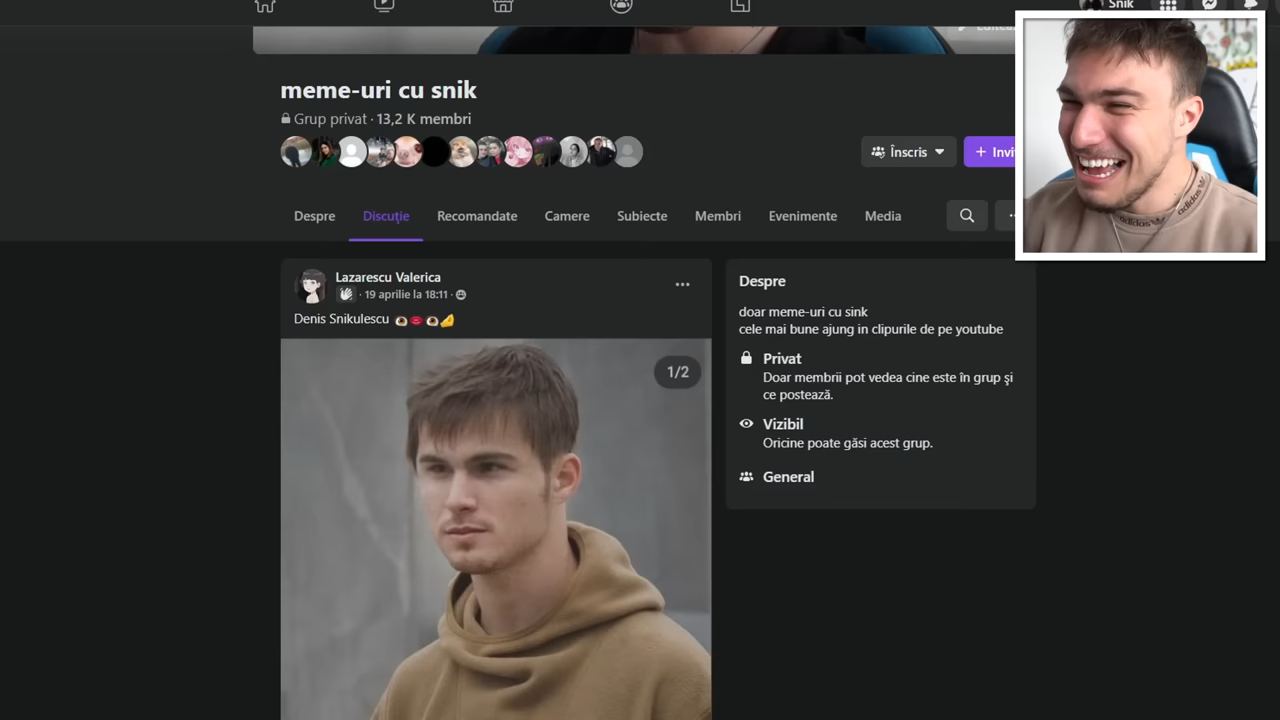 Snik
meme-uri cu snik
Grup privat · 13,2 K membri
Înscris
+ Invi
Despre
Discuție
Recomandate
Camere
Subiecte
Membri
Evenimente
Media
Lazarescu Valerica
· 19 aprilie la 18:11 ·
Denis Snikulescu 👁️👄👁️🤌
1/2
Despre
doar meme-uri cu sink
cele mai bune ajung in clipurile de pe youtube
Privat
Doar membrii pot vedea cine este în grup și
ce postează.
Vizibil
Oricine poate găsi acest grup.
General
adidas
adidas